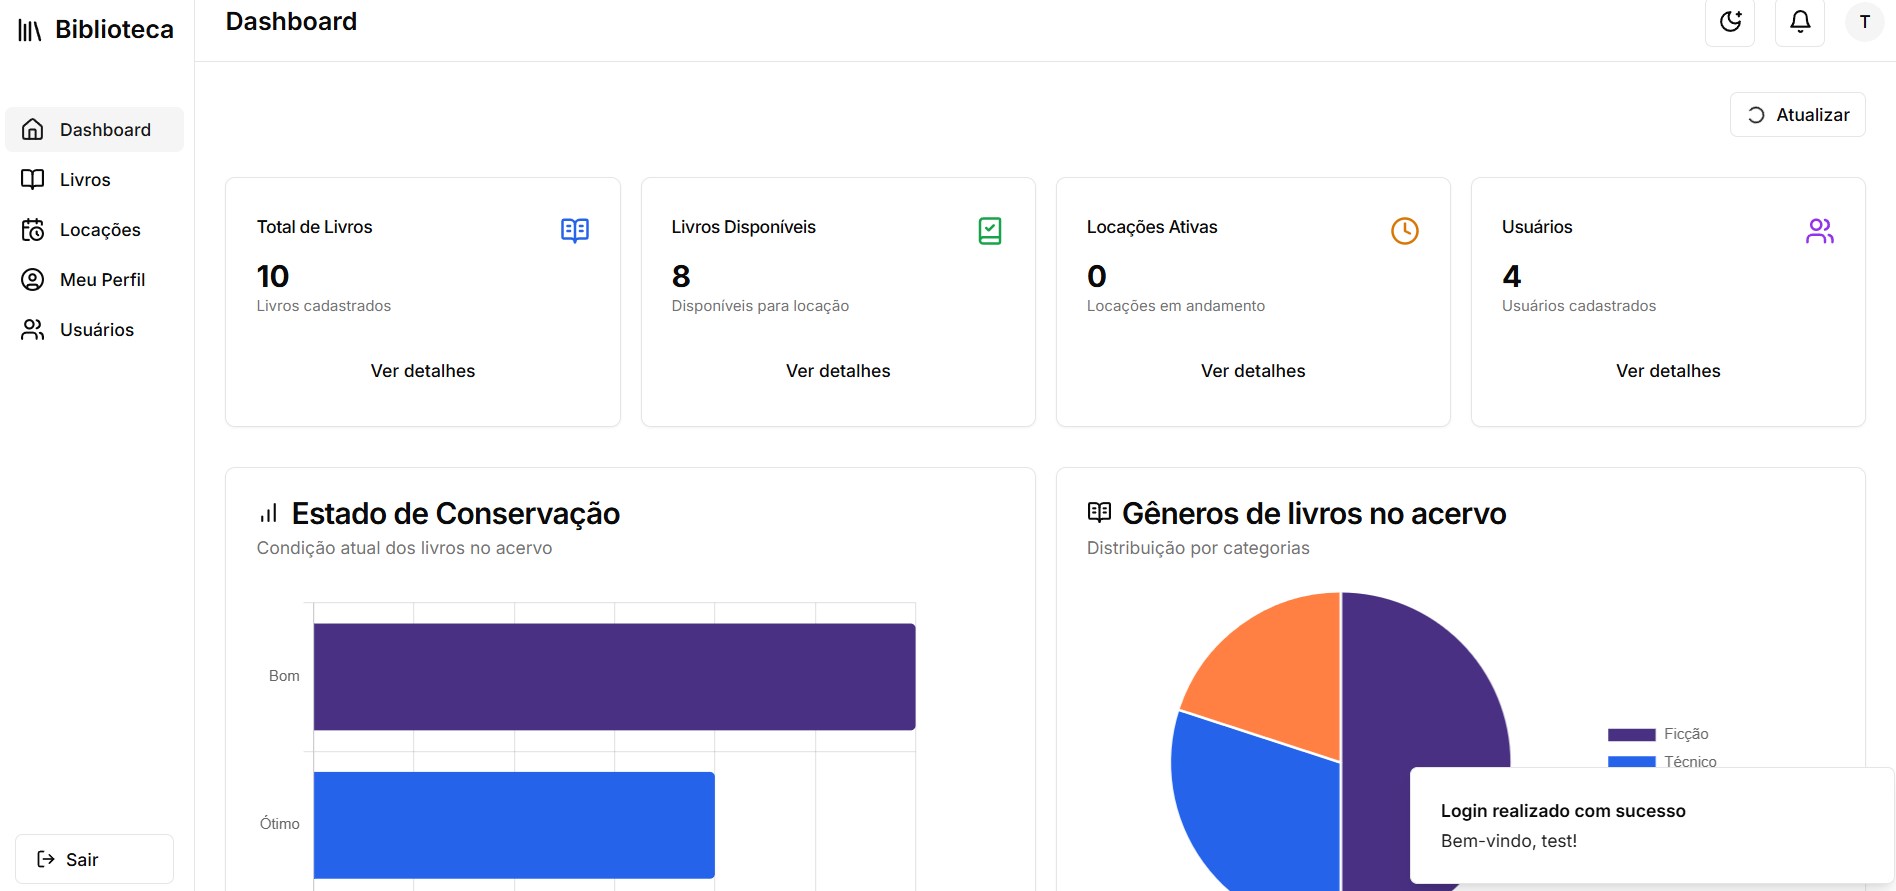 Biblioteca
Dashboard
T
Dashboard
Livros
Locações
Meu Perfil
Usuários
Sair
Atualizar
Total de Livros
10
Livros cadastrados
Ver detalhes
Livros Disponíveis
8
Disponíveis para locação
Ver detalhes
Locações Ativas
0
Locações em andamento
Ver detalhes
Usuários
4
Usuários cadastrados
Ver detalhes
Estado de Conservação
Condição atual dos livros no acervo
Bom
Ótimo
Gêneros de livros no acervo
Distribuição por categorias
Ficção
Técnico
Login realizado com sucesso
Bem-vindo, test!